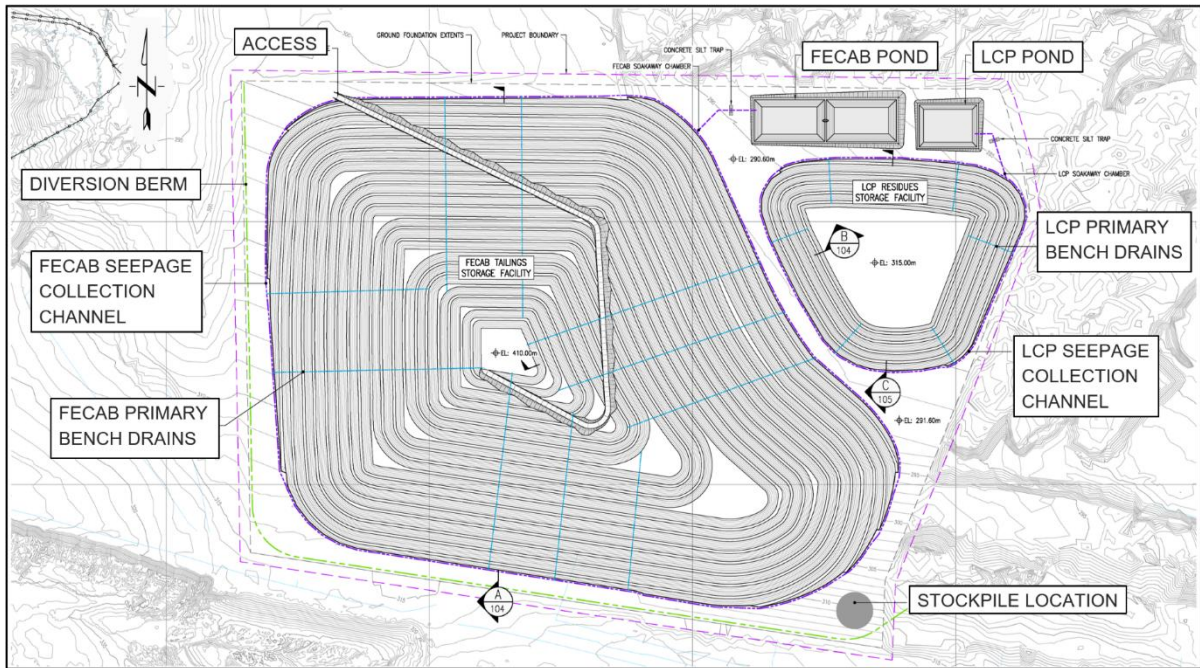 ACCESS
GROUND FOUNDATION EXTENTS
PROJECT BOUNDARY
CONCRETE SILT TRAP
FECAB SOAKAWAY CHAMBER
FECAB POND
LCP POND
N
CONCRETE SILT TRAP
EL: 290.60m
LCP SOAKAWAY CHAMBER
DIVERSION BERM
LCP RESIDUES
STORAGE FACILITY
LCP PRIMARY
BENCH DRAINS
B
104
FECAB SEEPAGE
COLLECTION
CHANNEL
FECAB TAILINGS
STORAGE FACILITY
EL: 315.00m
EL: 410.00m
LCP SEEPAGE
COLLECTION
CHANNEL
C
105
FECAB PRIMARY
BENCH DRAINS
EL: 291.60m
A
104
STOCKPILE LOCATION